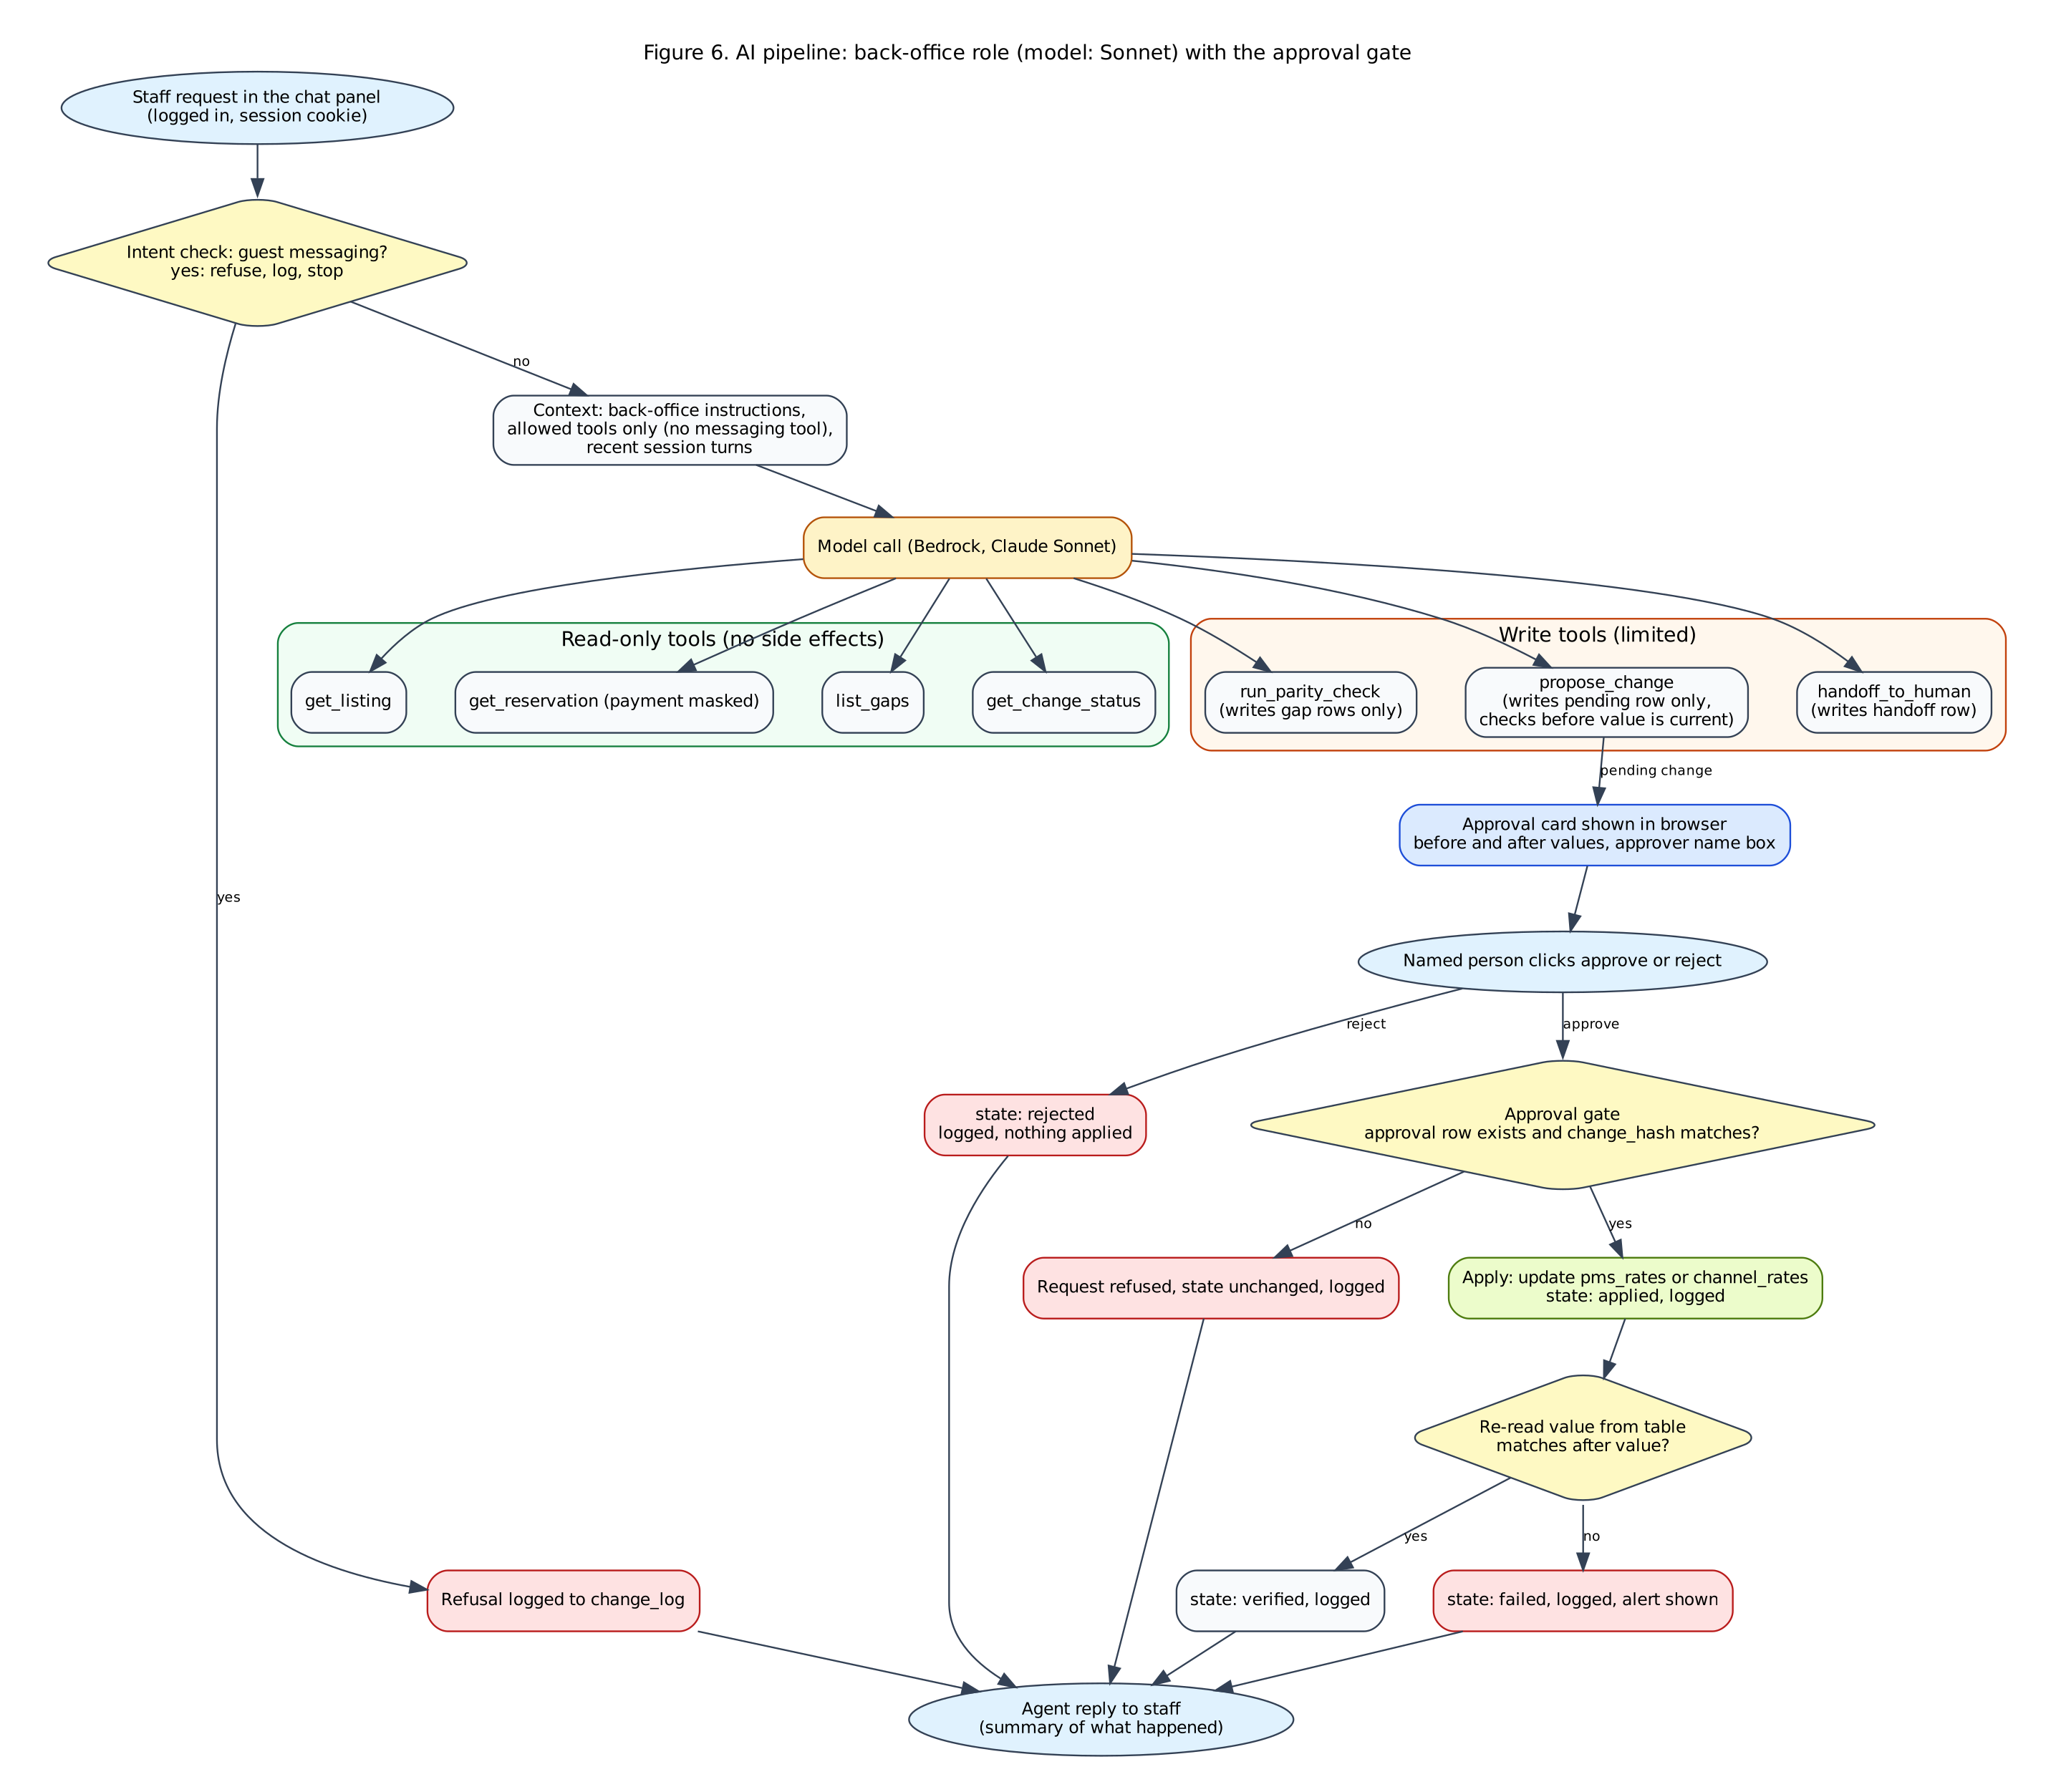 Figure 6. AI pipeline: back-office role (model: Sonnet) with the approval gate
Staff request in the chat panel
(logged in, session cookie)
Intent check: guest messaging?
yes: refuse, log, stop
no
Context: back-office instructions,
allowed tools only (no messaging tool),
recent session turns
Model call (Bedrock, Claude Sonnet)
Read-only tools (no side effects)
get_listing
get_reservation (payment masked)
list_gaps
get_change_status
Write tools (limited)
run_parity_check
(writes gap rows only)
propose_change
(writes pending row only,
checks before value is current)
handoff_to_human
(writes handoff row)
pending change
Approval card shown in browser
before and after values, approver name box
yes
Named person clicks approve or reject
reject
approve
state: rejected
logged, nothing applied
Approval gate
approval row exists and change_hash matches?
no
yes
Request refused, state unchanged, logged
Apply: update pms_rates or channel_rates
state: applied, logged
Re-read value from table
matches after value?
yes
no
Refusal logged to change_log
state: verified, logged
state: failed, logged, alert shown
Agent reply to staff
(summary of what happened)